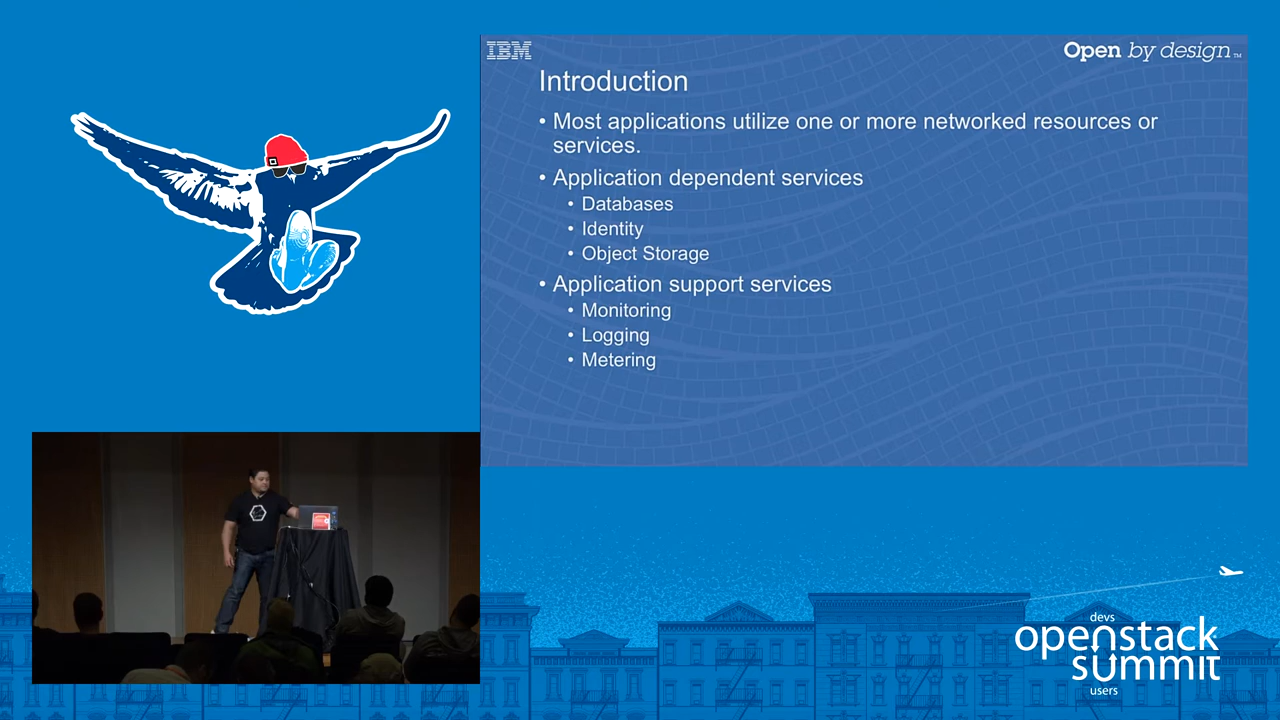 IBM
Open by design™
Introduction
• Most applications utilize one or more networked resources or
services.
• Application dependent services
• Databases
• Identity
• Object Storage
• Application support services
• Monitoring
• Logging
• Metering
devs
openstack
summit
users